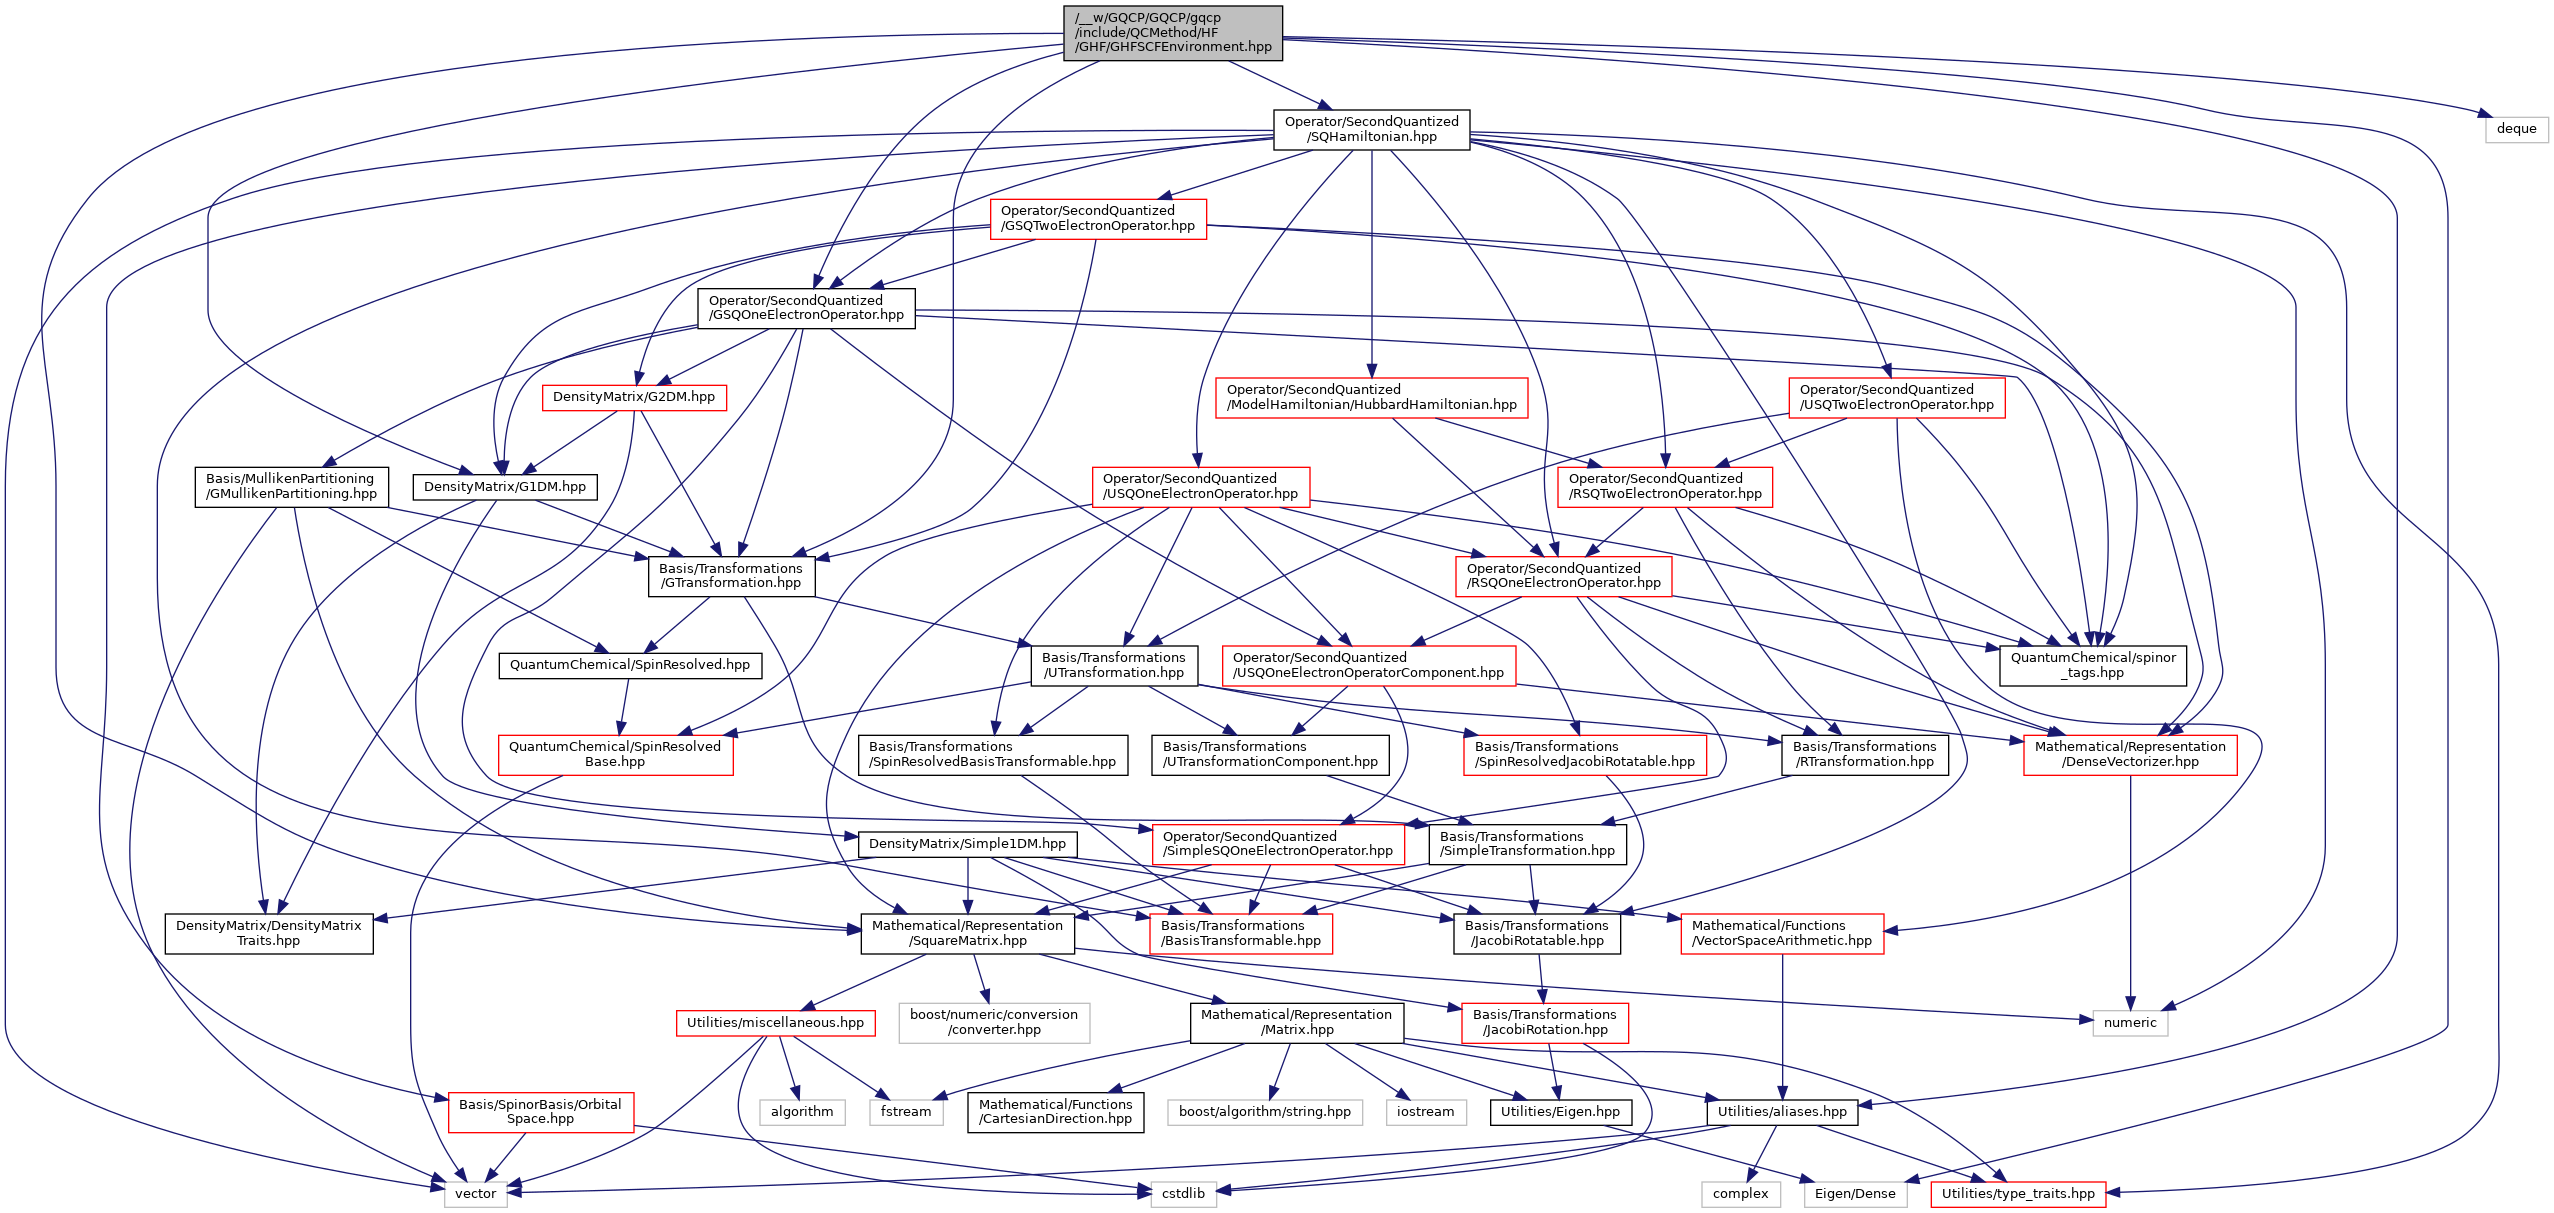 /__w/GQCP/GQCP/gqcp
/include/QCMethod/HF
/GHF/GHFSCFEnvironment.hpp
Operator/SecondQuantized
/SQHamiltonian.hpp
deque
Operator/SecondQuantized
/GSQTwoElectronOperator.hpp
Operator/SecondQuantized
/GSQOneElectronOperator.hpp
DensityMatrix/G2DM.hpp
Operator/SecondQuantized
/ModelHamiltonian/HubbardHamiltonian.hpp
Operator/SecondQuantized
/USQTwoElectronOperator.hpp
Basis/MullikenPartitioning
/GMullikenPartitioning.hpp
DensityMatrix/G1DM.hpp
Operator/SecondQuantized
/USQOneElectronOperator.hpp
Operator/SecondQuantized
/RSQTwoElectronOperator.hpp
Basis/Transformations
/GTransformation.hpp
Operator/SecondQuantized
/RSQOneElectronOperator.hpp
QuantumChemical/SpinResolved.hpp
Basis/Transformations
/UTransformation.hpp
Operator/SecondQuantized
/USQOneElectronOperatorComponent.hpp
QuantumChemical/spinor
_tags.hpp
QuantumChemical/SpinResolved
Base.hpp
Basis/Transformations
/SpinResolvedBasisTransformable.hpp
Basis/Transformations
/UTransformationComponent.hpp
Basis/Transformations
/SpinResolvedJacobiRotatable.hpp
Basis/Transformations
/RTransformation.hpp
Mathematical/Representation
/DenseVectorizer.hpp
DensityMatrix/Simple1DM.hpp
Operator/SecondQuantized
/SimpleSQOneElectronOperator.hpp
Basis/Transformations
/SimpleTransformation.hpp
DensityMatrix/DensityMatrix
Traits.hpp
Mathematical/Representation
/SquareMatrix.hpp
Basis/Transformations
/BasisTransformable.hpp
Basis/Transformations
/JacobiRotatable.hpp
Mathematical/Functions
/VectorSpaceArithmetic.hpp
Utilities/miscellaneous.hpp
boost/numeric/conversion
/converter.hpp
Mathematical/Representation
/Matrix.hpp
Basis/Transformations
/JacobiRotation.hpp
numeric
Basis/SpinorBasis/Orbital
Space.hpp
algorithm
fstream
Mathematical/Functions
/CartesianDirection.hpp
boost/algorithm/string.hpp
iostream
Utilities/Eigen.hpp
Utilities/aliases.hpp
vector
cstdlib
complex
Eigen/Dense
Utilities/type_traits.hpp